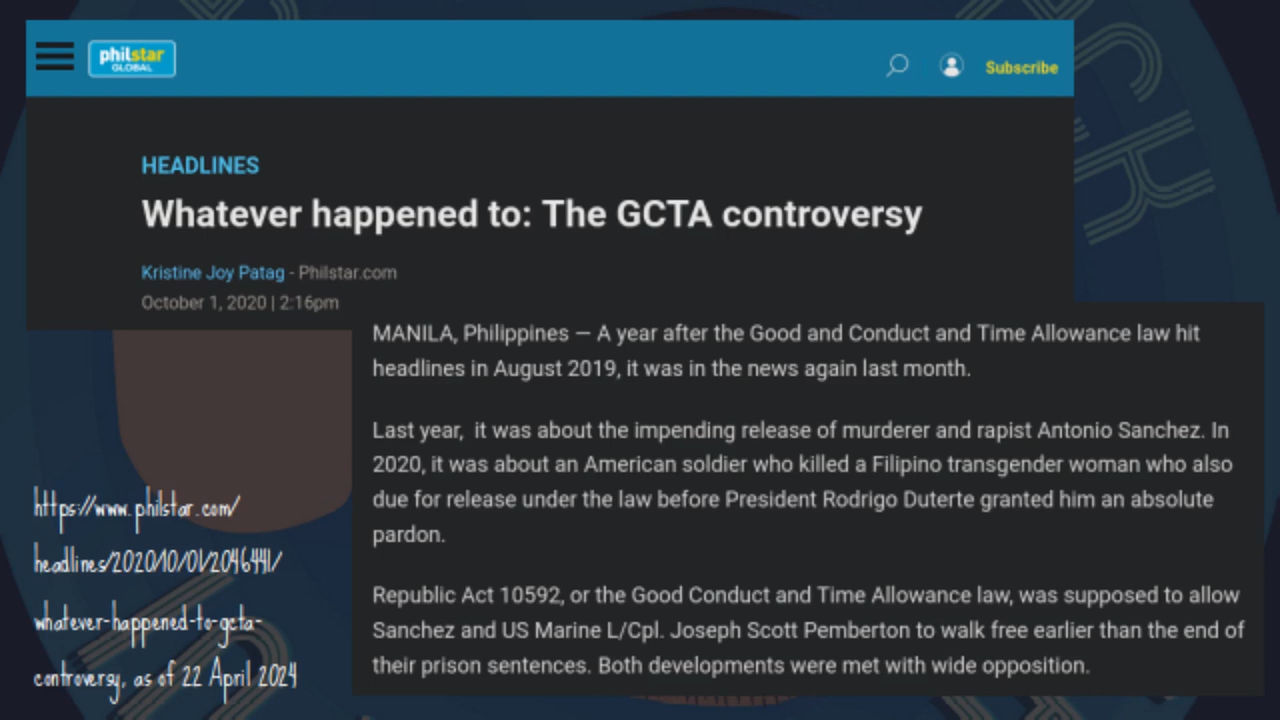 philstar
GLOBAL
Subscribe
HEADLINES
Whatever happened to: The GCTA controversy
Kristine Joy Patag - Philstar.com
October 1, 2020 | 2:16pm
MANILA, Philippines — A year after the Good and Conduct and Time Allowance law hit
headlines in August 2019, it was in the news again last month.
Last year, it was about the impending release of murderer and rapist Antonio Sanchez. In
2020, it was about an American soldier who killed a Filipino transgender woman who also
due for release under the law before President Rodrigo Duterte granted him an absolute
pardon.
Republic Act 10592, or the Good Conduct and Time Allowance law, was supposed to allow
Sanchez and US Marine L/Cpl. Joseph Scott Pemberton to walk free earlier than the end of
their prison sentences. Both developments were met with wide opposition.
https://www.philstar.com/
headlines/2020/10/01/2046441/
whatever-happened-to-gcta-
controversy, as of 22 April 2024